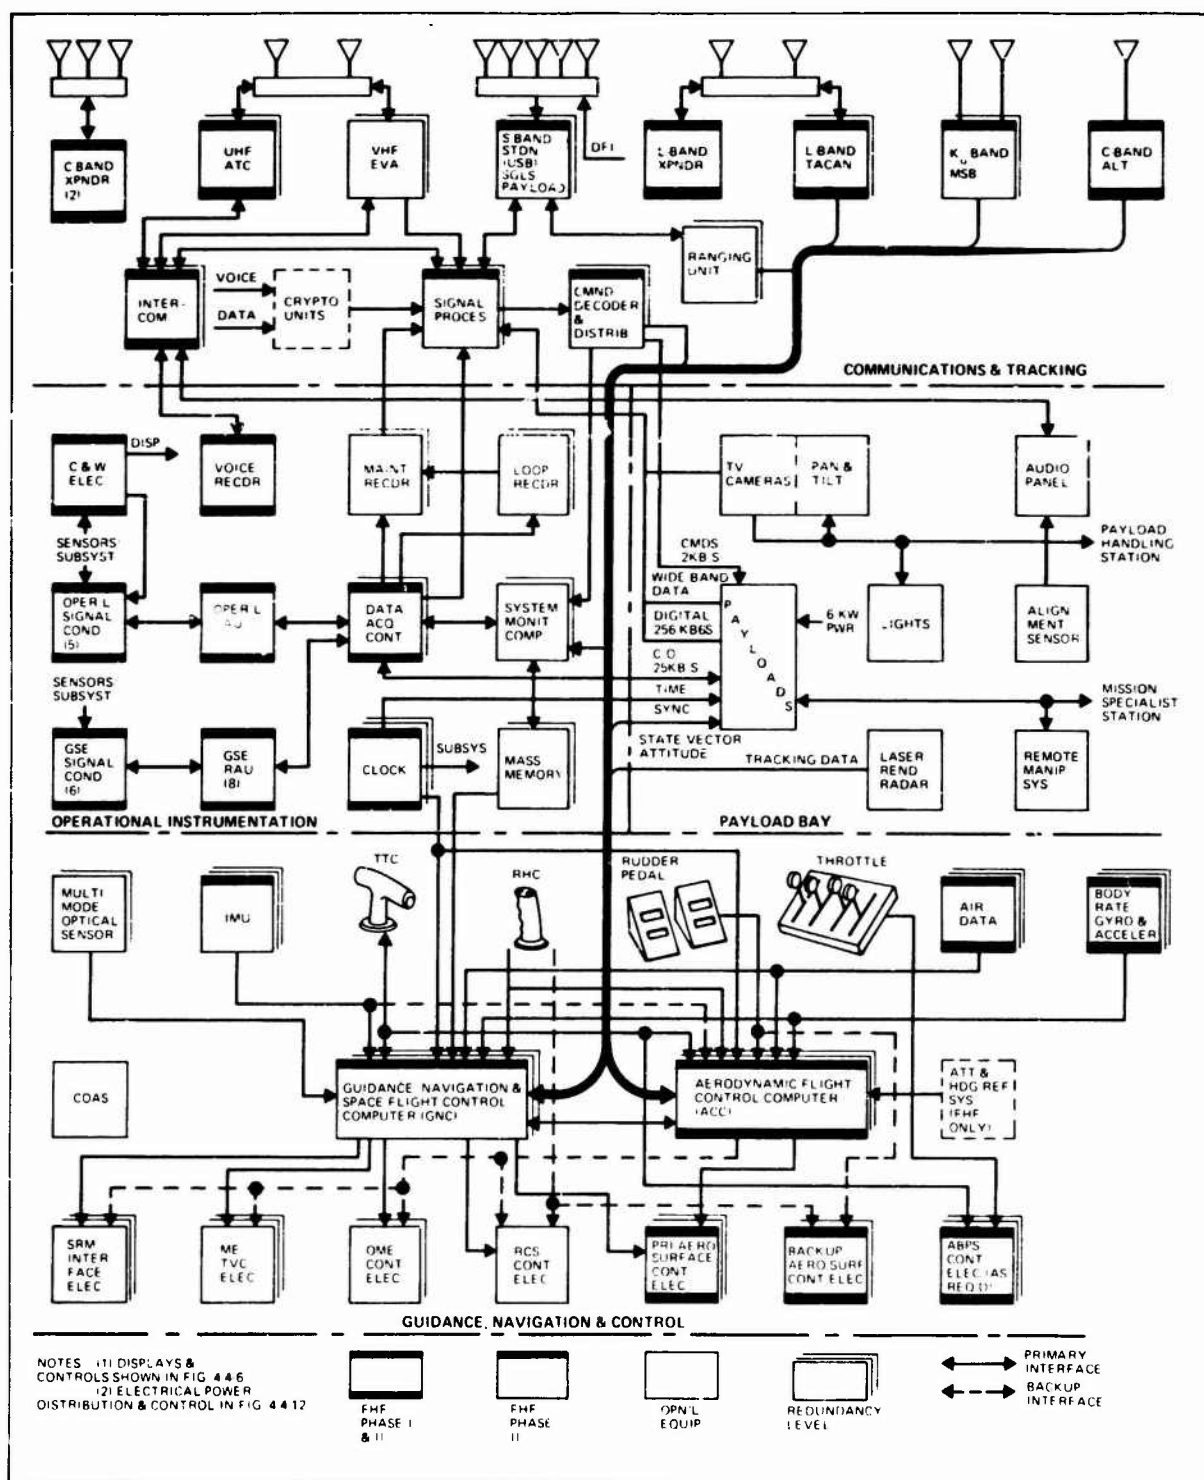 C BAND
XPNDR
(2)
UHF
ATC
VHF
EVA
S BAND
STDN
(USB)
SGLS
PAYLOAD
DFI
L-BAND
XPNDR
L-BAND
TACAN
KU BAND
MSB
C-BAND
ALT
INTER-
COM
VOICE
DATA
CRYPTO
UNITS
SIGNAL
PROCES
CMND
DECODER
&
DISTRIB
RANGING
UNIT
COMMUNICATIONS & TRACKING
C & W
ELEC
DISP
VOICE
RECDR
MAINT
RECDR
LOOP
RECDR
TV
CAMERAS
PAN &
TILT
AUDIO
PANEL
PAYLOAD
HANDLING
STATION
SENSORS
SUBSYST
CMDS
2KB S
WIDE BAND
DATA
DIGITAL
256 KB6S
C.O
25KB S
TIME
SYNC
STATE VECTOR
ATTITUDE
PAYLOADS
6 KW
PWR
LIGHTS
ALIGN
MENT
SENSOR
OPER L
SIGNAL
COND
(5)
OPER L
DATA
ACQ
CONT
SYSTEM
MONIT
COMP
SENSORS
SUBSYST
MISSION
SPECIALIST
STATION
GSE
SIGNAL
COND
(6)
GSE
RAU
(8)
CLOCK
SUBSYS
MASS
MEMORY
TRACKING DATA
LASER
REND
RADAR
REMOTE
MANIP
SYS
OPERATIONAL INSTRUMENTATION
PAYLOAD BAY
MULTI
MODE
OPTICAL
SENSOR
IMU
TTC
RHC
RUDDER
PEDAL
THROTTLE
AIR
DATA
BODY
RATE
GYRO &
ACCELER
COAS
GUIDANCE NAVIGATION &
SPACE FLIGHT CONTROL
COMPUTER (GNC)
AERODYNAMIC FLIGHT
CONTROL COMPUTER
(ACC)
ATT &
HDG REF
SYS
(FHF
ONLY)
SRM
INTER
FACE
ELEC
ME
TVC
ELEC
OME
CONT
ELEC
RCS
CONT
ELEC
PRI AERO
SURFACE
CONT
ELEC
BACKUP
AERO SURF
CONT ELEC
ABPS
CONT
ELEC (AS
REQ D)
GUIDANCE, NAVIGATION & CONTROL
NOTES (1) DISPLAYS &
CONTROLS SHOWN IN FIG 4.4.6
(2) ELECTRICAL POWER
DISTRIBUTION & CONTROL IN FIG 4.4.12
FHF
PHASE I
& II
FHF
PHASE
II
OPN'L
EQUIP
REDUNDANCY
LEVEL
PRIMARY
INTERFACE
BACKUP
INTERFACE